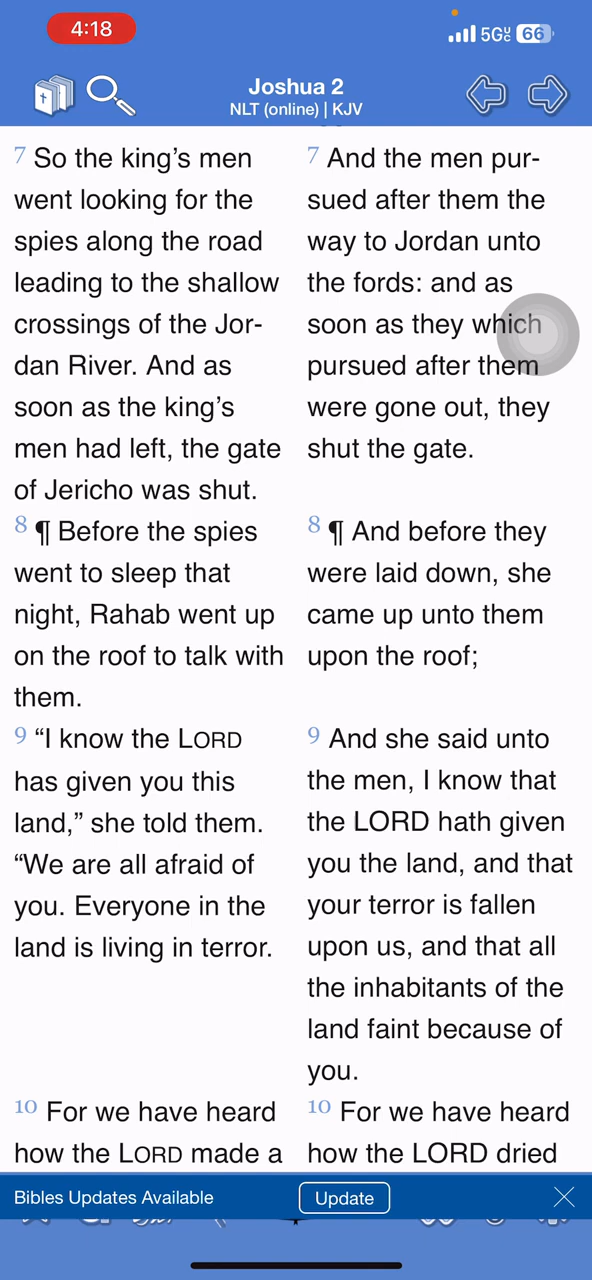 4:18
5G UC 66
Joshua 2
NLT (online) | KJV
7 So the king’s men
went looking for the
spies along the road
leading to the shallow
crossings of the Jor-
dan River. And as
soon as the king’s
men had left, the gate
of Jericho was shut.
8 ¶ Before the spies
went to sleep that
night, Rahab went up
on the roof to talk with
them.
9 “I know the LORD
has given you this
land,” she told them.
“We are all afraid of
you. Everyone in the
land is living in terror.
10 For we have heard
how the LORD made a
7 And the men pur-
sued after them the
way to Jordan unto
the fords: and as
soon as they which
pursued after them
were gone out, they
shut the gate.
8 ¶ And before they
were laid down, she
came up unto them
upon the roof;
9 And she said unto
the men, I know that
the LORD hath given
you the land, and that
your terror is fallen
upon us, and that all
the inhabitants of the
land faint because of
you.
10 For we have heard
how the LORD dried
Bibles Updates Available
Update